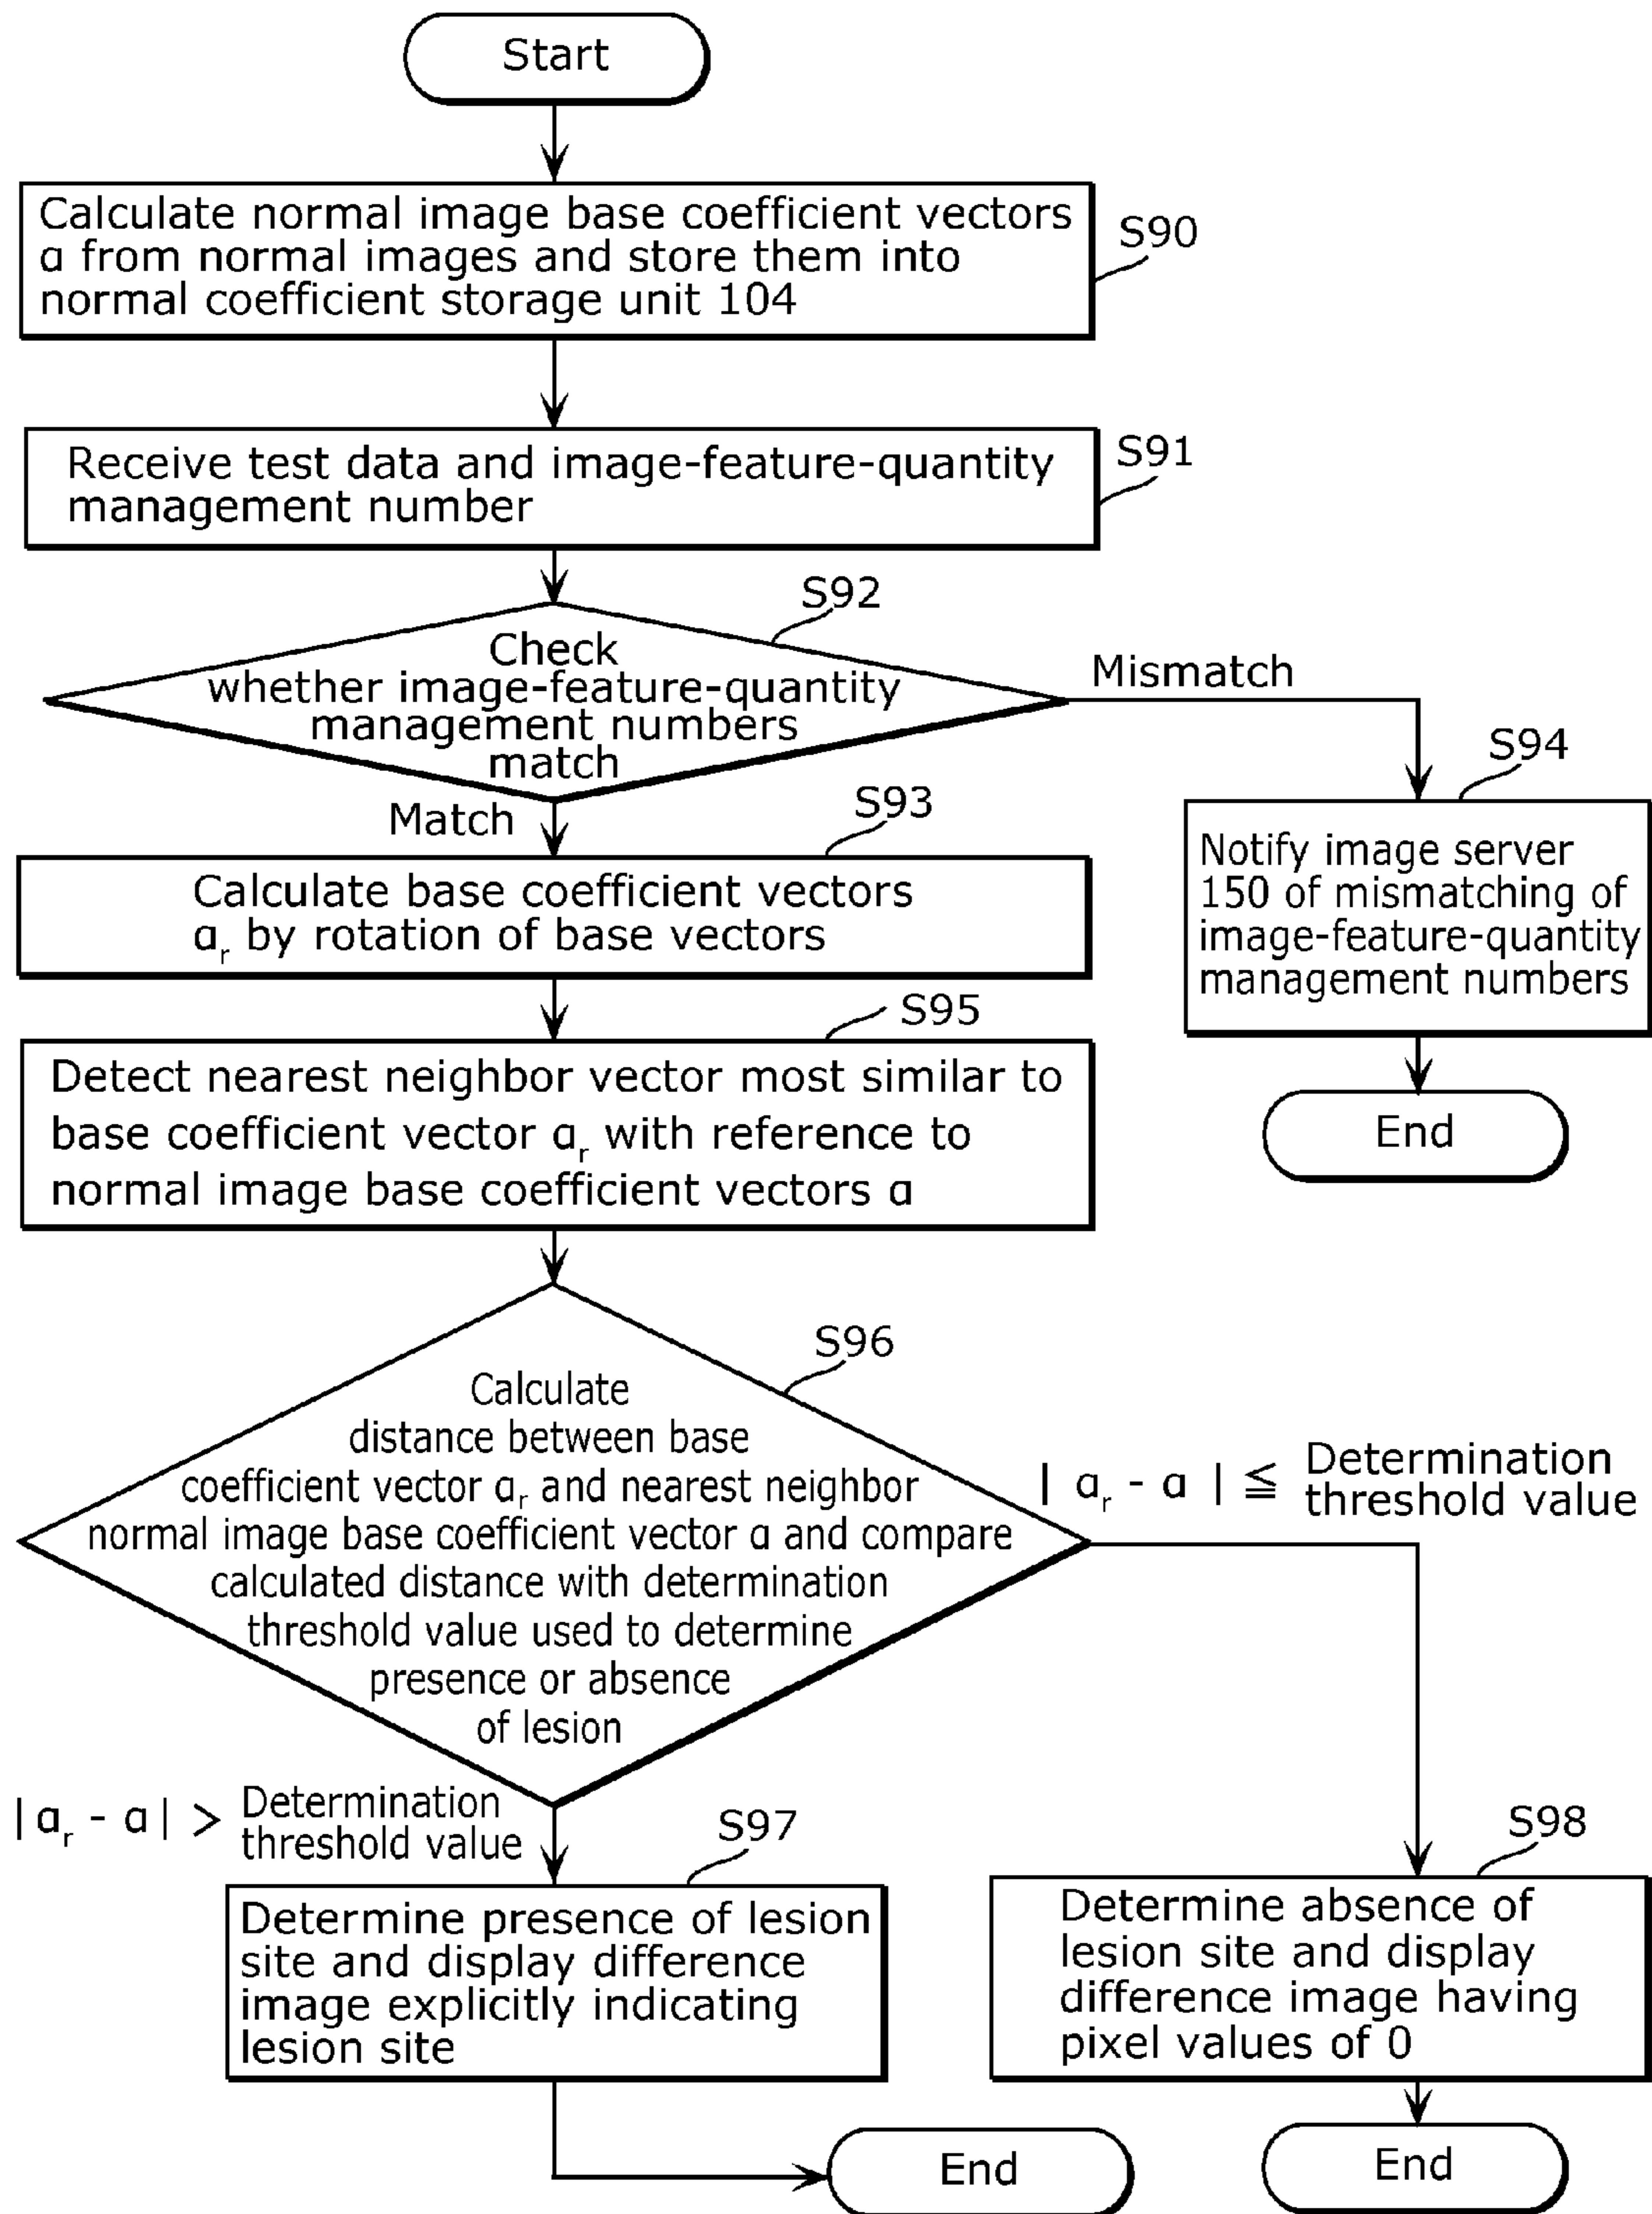 Start
Calculate normal image base coefficient vectors
α from normal images and store them into
normal coefficient storage unit 104
S90
Receive test data and image-feature-quantity
management number
S91
S92
Check
whether image-feature-quantity
management numbers
match
Mismatch
Match
S93
Calculate base coefficient vectors
αr by rotation of base vectors
S94
Notify image server
150 of mismatching of
image-feature-quantity
management numbers
End
S95
Detect nearest neighbor vector most similar to
base coefficient vector αr with reference to
normal image base coefficient vectors α
S96
Calculate
distance between base
coefficient vector αr and nearest neighbor
normal image base coefficient vector α and compare
calculated distance with determination
threshold value used to determine
presence or absence
of lesion
| αr - α | ≦ Determination
threshold value
| αr - α | > Determination
threshold value
S97
Determine presence of lesion
site and display difference
image explicitly indicating
lesion site
End
S98
Determine absence of
lesion site and display
difference image having
pixel values of 0
End